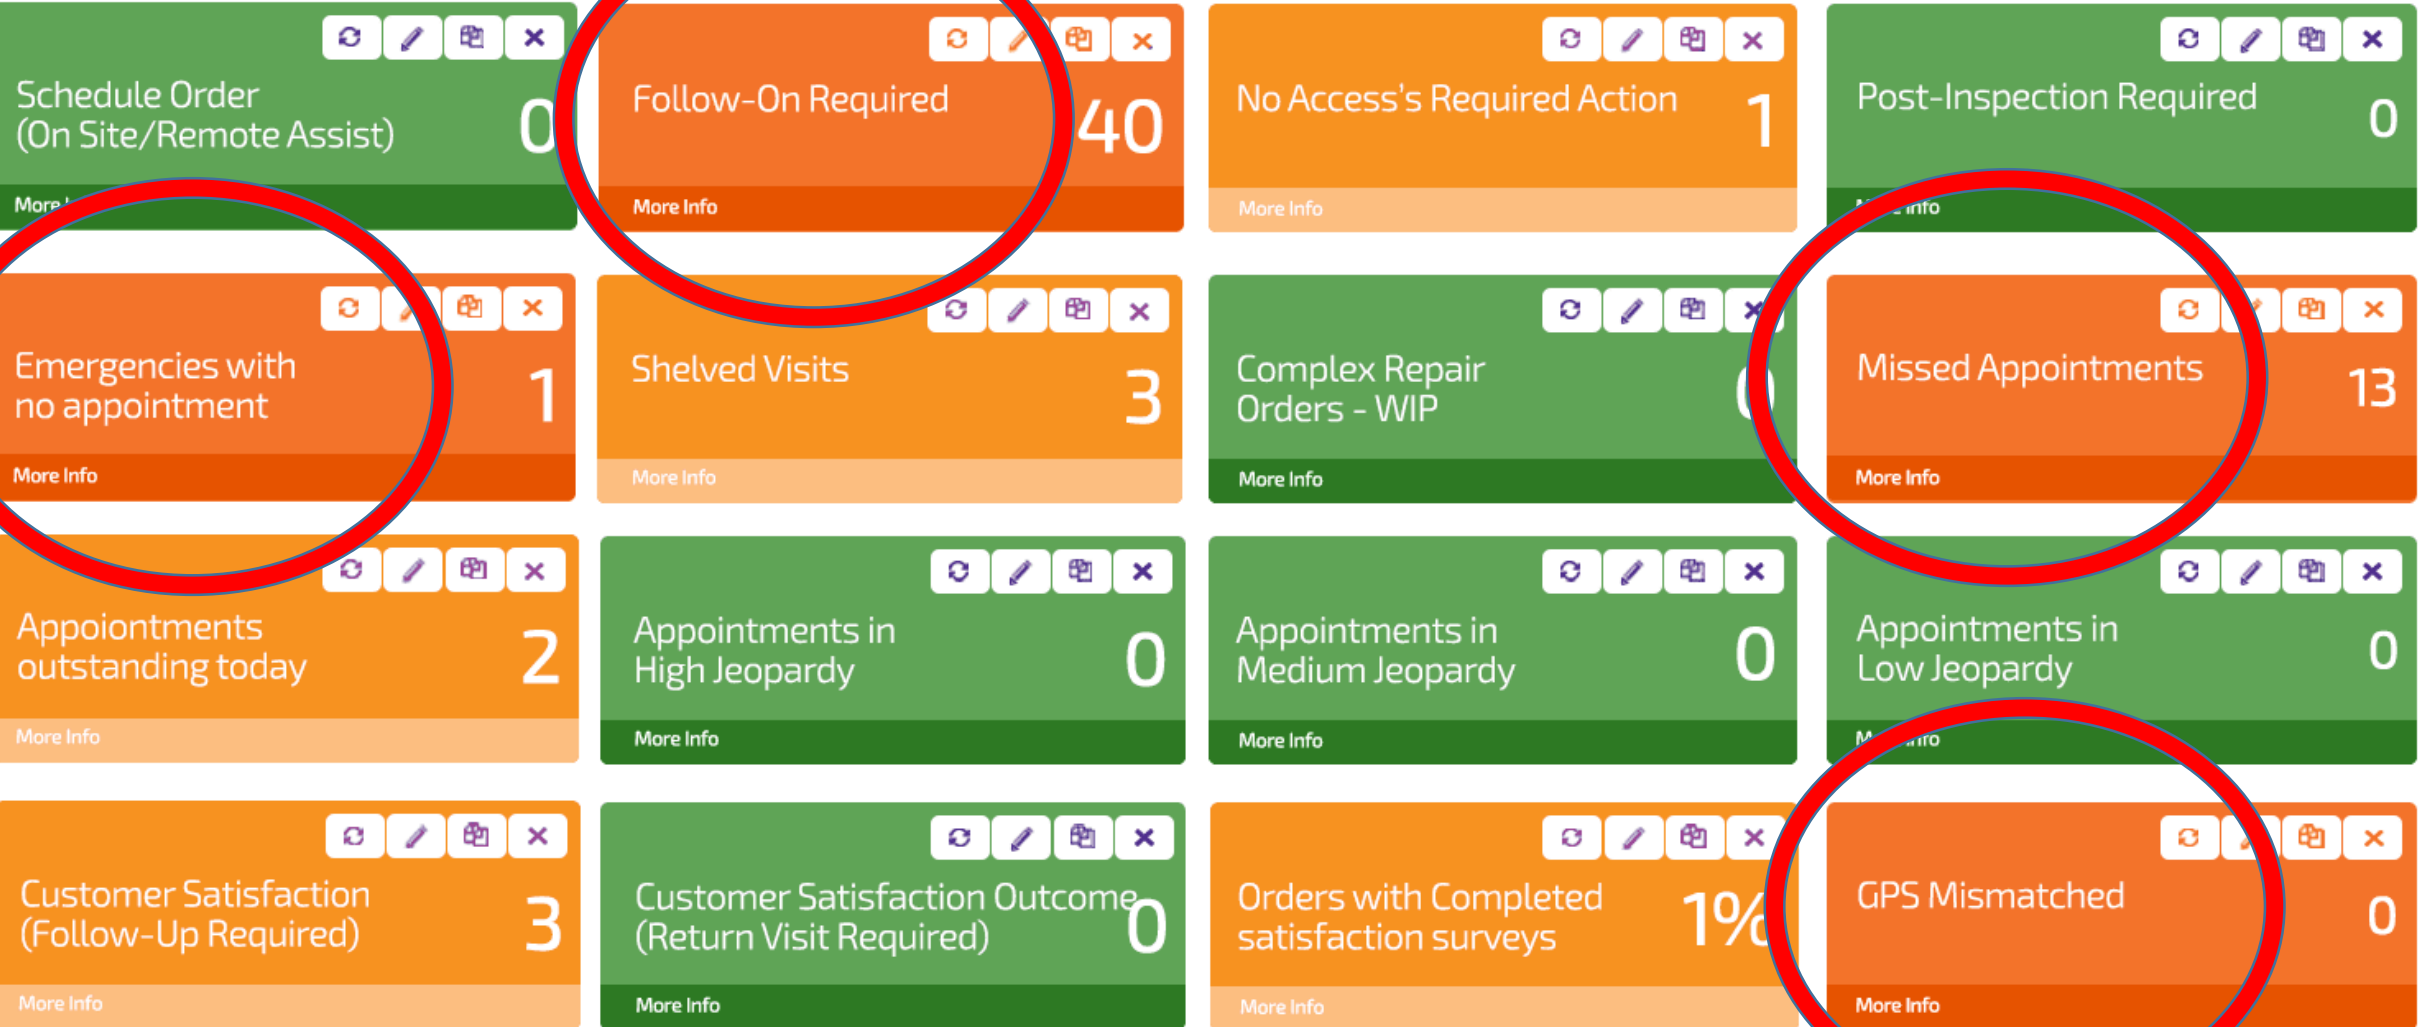 Schedule Order
(On Site/Remote Assist)
0
More
Follow-On Required
40
More Info
No Access's Required Action
1
More Info
Post-Inspection Required
0
Info
Emergencies with
no appointment
1
More Info
Shelved Visits
3
More Info
Complex Repair
Orders - WIP
0
More Info
Missed Appointments
13
More Info
Appoiontments
outstanding today
2
More Info
Appointments in
High Jeopardy
0
More Info
Appointments in
Medium Jeopardy
0
More Info
Appointments in
Low Jeopardy
0
Info
Customer Satisfaction
(Follow-Up Required)
3
More Info
Customer Satisfaction Outcome
(Return Visit Required)
0
More Info
Orders with Completed
satisfaction surveys
1%
More Info
GPS Mismatched
0
More Info